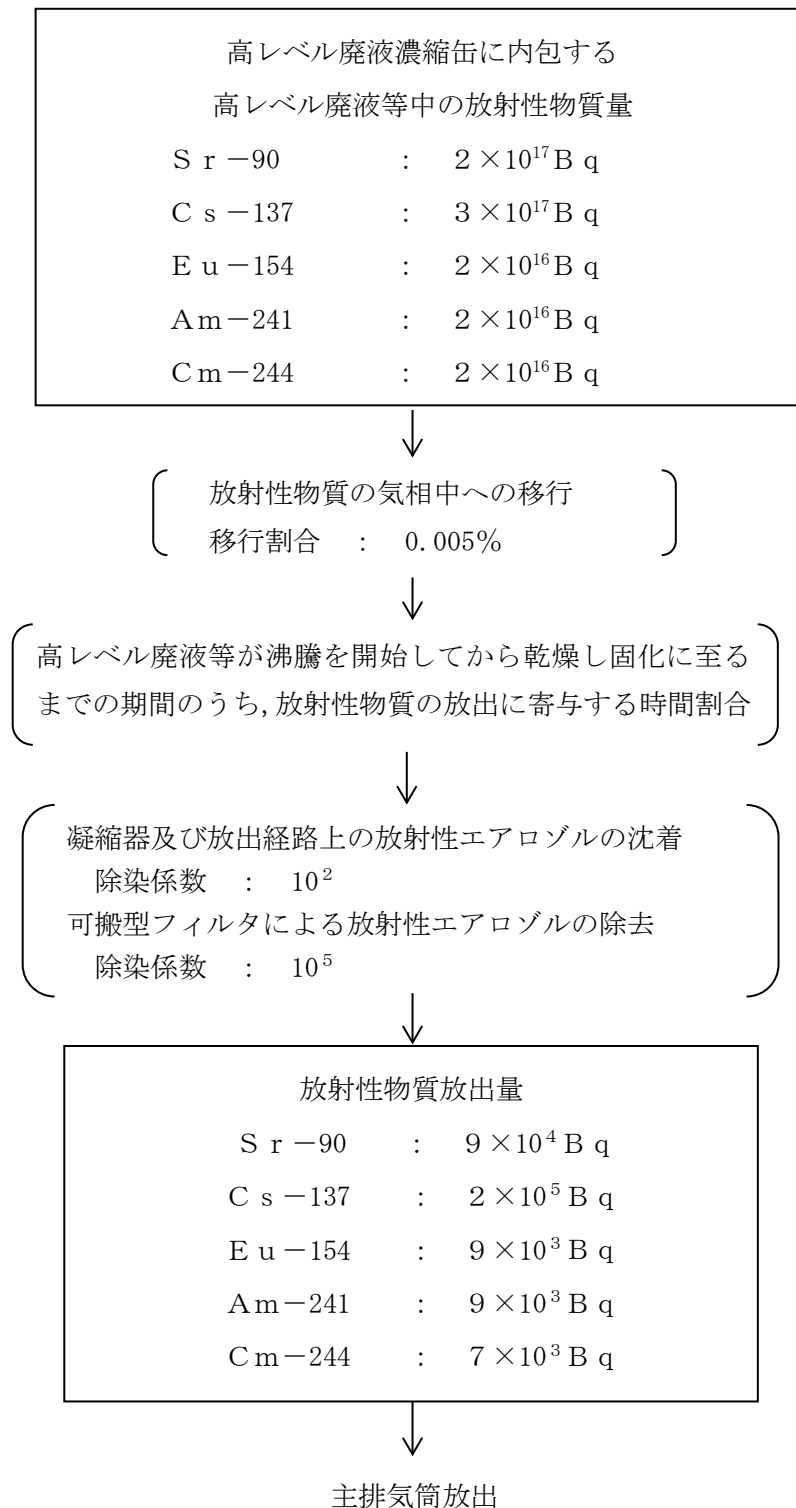 高レベル廃液濃縮缶に内包する
高レベル廃液等中の放射性物質量
Ｓｒ－90 : ２×10¹⁷Ｂｑ
Ｃｓ－137 : ３×10¹⁷Ｂｑ
Ｅｕ－154 : ２×10¹⁶Ｂｑ
Ａｍ－241 : ２×10¹⁶Ｂｑ
Ｃｍ－244 : ２×10¹⁶Ｂｑ
放射性物質の気相中への移行
移行割合 : 0.005%
高レベル廃液等が沸騰を開始してから乾燥し固化に至る
までの期間のうち,放射性物質の放出に寄与する時間割合
凝縮器及び放出経路上の放射性エアロゾルの沈着
除染係数 : 10²
可搬型フィルタによる放射性エアロゾルの除去
除染係数 : 10⁵
放射性物質放出量
Ｓｒ－90 : ９×10⁴Ｂｑ
Ｃｓ－137 : ２×10⁵Ｂｑ
Ｅｕ－154 : ９×10³Ｂｑ
Ａｍ－241 : ９×10³Ｂｑ
Ｃｍ－244 : ７×10³Ｂｑ
主排気筒放出